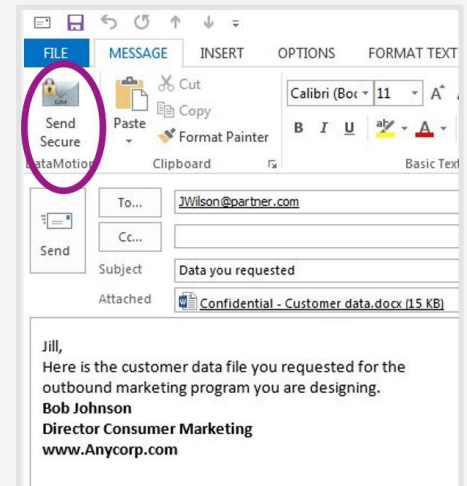 FILE MESSAGE INSERT OPTIONS FORMAT TEXT
Send Secure
DataMotion
Paste
Cut
Copy
Format Painter
Clipboard
Calibri (Boc 11 A A
B I U ab A
Basic Text
Send
To... JWilson@partner.com
Cc...
Subject Data you requested
Attached Confidential - Customer data.docx (15 KB)
Jill,
Here is the customer data file you requested for the
outbound marketing program you are designing.
Bob Johnson
Director Consumer Marketing
www.Anycorp.com